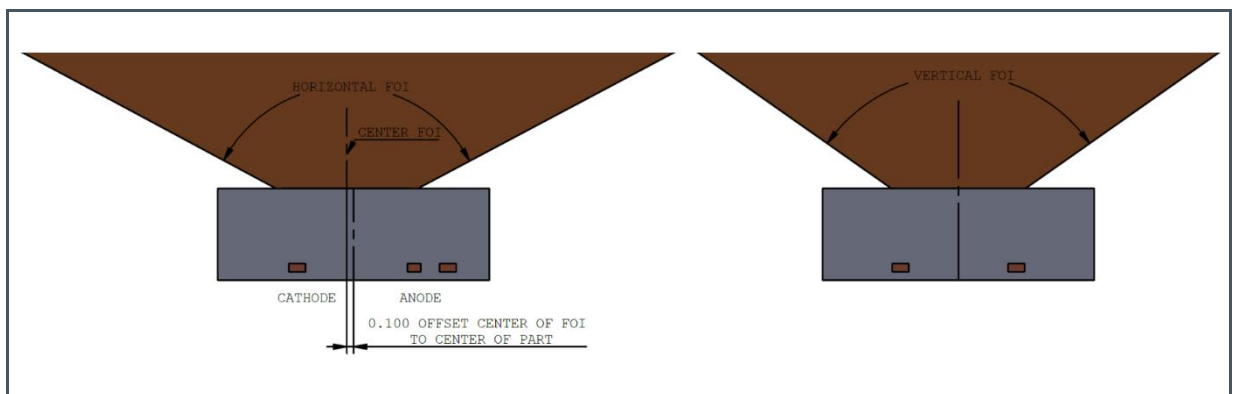 HORIZONTAL FOI
CENTER FOI
CATHODE
ANODE
0.100 OFFSET CENTER OF FOI
TO CENTER OF PART
VERTICAL FOI